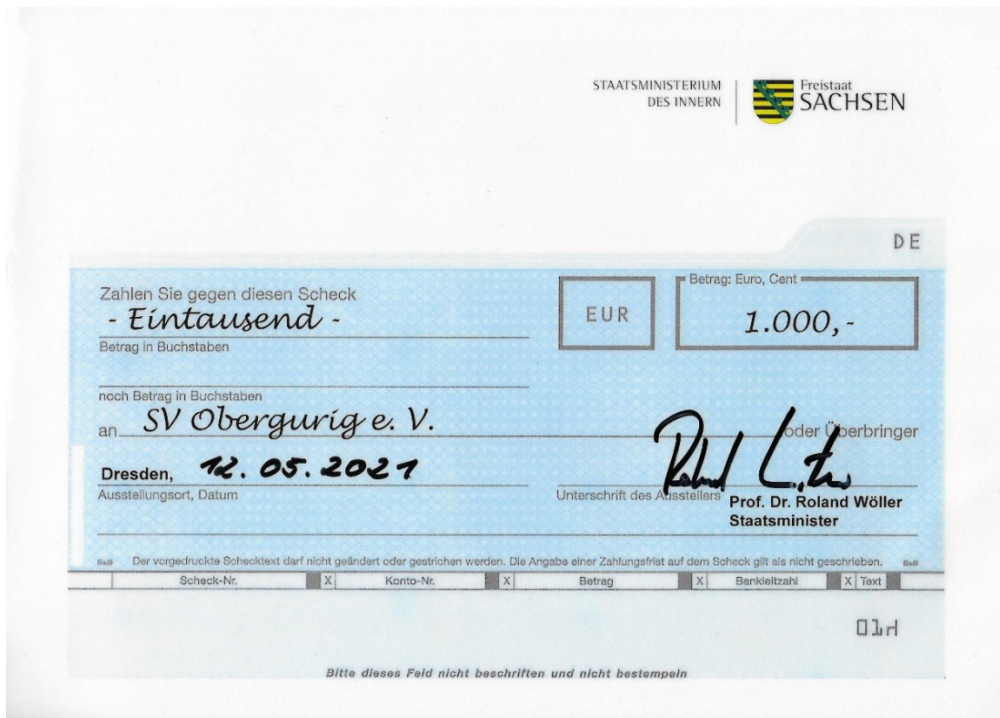 STAATSMINISTERIUM
DES INNERN
Freistaat
SACHSEN
DE
Zahlen Sie gegen diesen Scheck
- Eintausend -
Betrag in Buchstaben
EUR
Betrag: Euro, Cent
1.000,-
noch Betrag in Buchstaben
an SV Obergurig e. V. oder Überbringer
Dresden, 12.05.2021
Ausstellungsort, Datum
Unterschrift des Ausstellers
Prof. Dr. Roland Wöller
Staatsminister
Der vorgedruckte Schecktext darf nicht geändert oder gestrichen werden. Die Angabe einer Zahlungsfrist auf dem Scheck gilt als nicht geschrieben.
Scheck-Nr. X Konto-Nr. X Betrag X Bankleitzahl X Text
Bitte dieses Feld nicht beschriften und nicht bestempeln